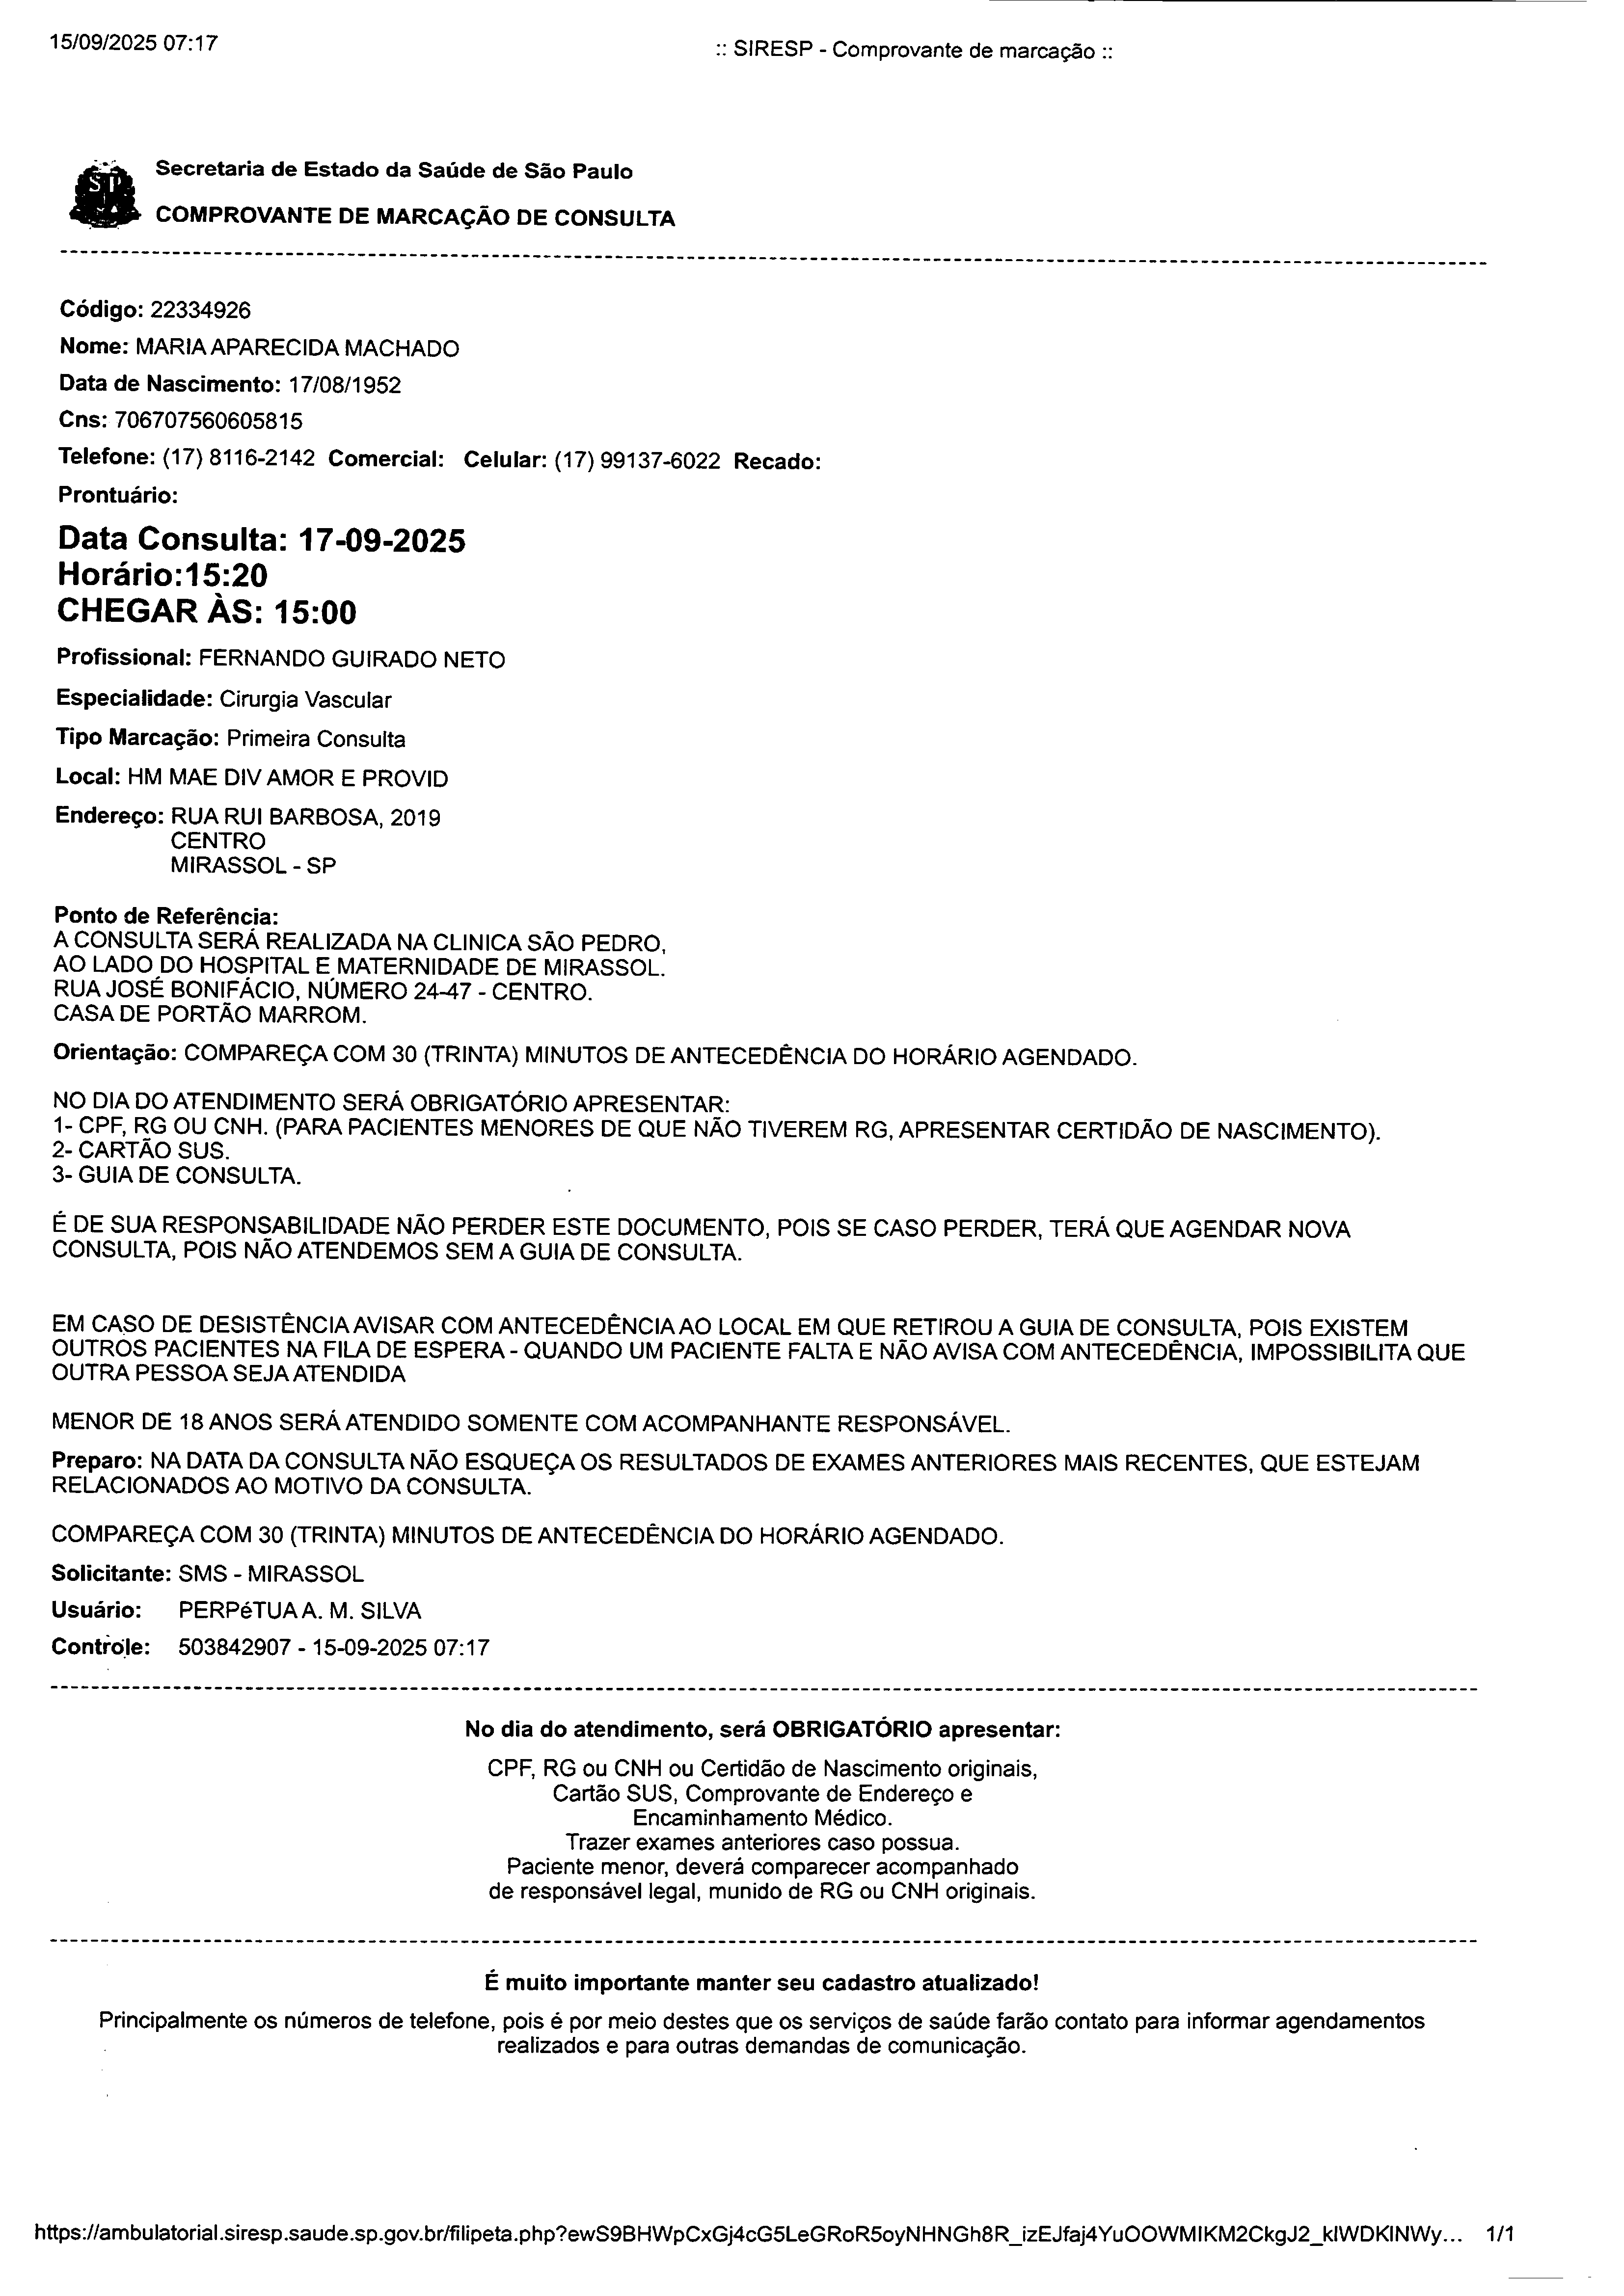 15/09/2025 07:17
:: SIRESP - Comprovante de marcação ::
Secretaria de Estado da Saúde de São Paulo
COMPROVANTE DE MARCAÇÃO DE CONSULTA
Código: 22334926
Nome: MARIA APARECIDA MACHADO
Data de Nascimento: 17/08/1952
Cns: 706707560605815
Telefone: (17) 8116-2142 Comercial: Celular: (17) 99137-6022 Recado:
Prontuário:
Data Consulta: 17-09-2025
Horário:15:20
CHEGAR ÀS: 15:00
Profissional: FERNANDO GUIRADO NETO
Especialidade: Cirurgia Vascular
Tipo Marcação: Primeira Consulta
Local: HM MAE DIV AMOR E PROVID
Endereço: RUA RUI BARBOSA, 2019
CENTRO
MIRASSOL - SP
Ponto de Referência:
A CONSULTA SERÁ REALIZADA NA CLINICA SÃO PEDRO,
AO LADO DO HOSPITAL E MATERNIDADE DE MIRASSOL.
RUA JOSÉ BONIFÁCIO, NÚMERO 24-47 - CENTRO.
CASA DE PORTÃO MARROM.
Orientação: COMPAREÇA COM 30 (TRINTA) MINUTOS DE ANTECEDÊNCIA DO HORÁRIO AGENDADO.
NO DIA DO ATENDIMENTO SERÁ OBRIGATÓRIO APRESENTAR:
1- CPF, RG OU CNH. (PARA PACIENTES MENORES DE QUE NÃO TIVEREM RG, APRESENTAR CERTIDÃO DE NASCIMENTO).
2- CARTÃO SUS.
3- GUIA DE CONSULTA.
É DE SUA RESPONSABILIDADE NÃO PERDER ESTE DOCUMENTO, POIS SE CASO PERDER, TERÁ QUE AGENDAR NOVA
CONSULTA, POIS NÃO ATENDEMOS SEM A GUIA DE CONSULTA.
EM CASO DE DESISTÊNCIA AVISAR COM ANTECEDÊNCIA AO LOCAL EM QUE RETIROU A GUIA DE CONSULTA, POIS EXISTEM
OUTROS PACIENTES NA FILA DE ESPERA - QUANDO UM PACIENTE FALTA E NÃO AVISA COM ANTECEDÊNCIA, IMPOSSIBILITA QUE
OUTRA PESSOA SEJA ATENDIDA
MENOR DE 18 ANOS SERÁ ATENDIDO SOMENTE COM ACOMPANHANTE RESPONSÁVEL.
Preparo: NA DATA DA CONSULTA NÃO ESQUEÇA OS RESULTADOS DE EXAMES ANTERIORES MAIS RECENTES, QUE ESTEJAM
RELACIONADOS AO MOTIVO DA CONSULTA.
COMPAREÇA COM 30 (TRINTA) MINUTOS DE ANTECEDÊNCIA DO HORÁRIO AGENDADO.
Solicitante: SMS - MIRASSOL
Usuário: PERPéTUA A. M. SILVA
Controle: 503842907 - 15-09-2025 07:17
No dia do atendimento, será OBRIGATÓRIO apresentar:
CPF, RG ou CNH ou Certidão de Nascimento originais,
Cartão SUS, Comprovante de Endereço e
Encaminhamento Médico.
Trazer exames anteriores caso possua.
Paciente menor, deverá comparecer acompanhado
de responsável legal, munido de RG ou CNH originais.
É muito importante manter seu cadastro atualizado!
Principalmente os números de telefone, pois é por meio destes que os serviços de saúde farão contato para informar agendamentos
realizados e para outras demandas de comunicação.
https://ambulatorial.siresp.saude.sp.gov.br/filipeta.php?ewS9BHWpCxGj4cG5LeGRoR5oyNHNGh8R_izEJfaj4YuOOWMIKM2CkgJ2_klWDKlNWy... 1/1